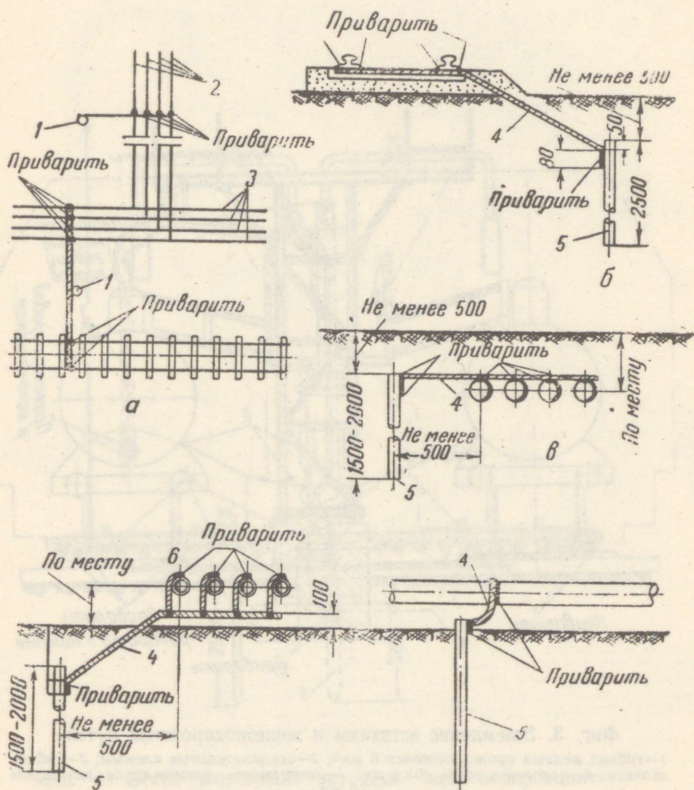 Приварить
2
1
Приварить
Приварить
3
1
Приварить
а
Приварить
Не менее 500
50
4
80
Приварить
2500
5
б
Не менее 500
Приварить
4
По месту
Не менее
500
1500-2000
в
5
6
Приварить
По месту
100
4
Приварить
Не менее
500
1500-2000
5
4
Приварить
5